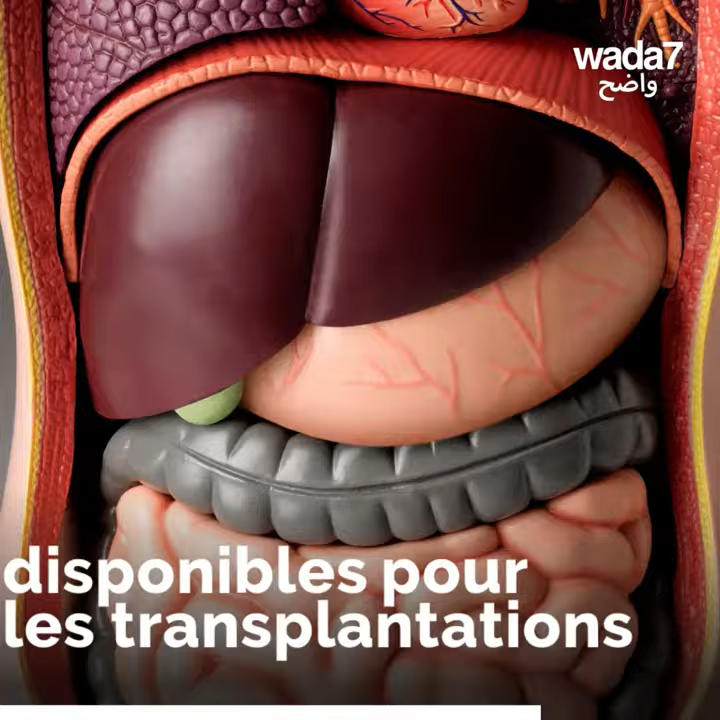 wada7
واضح
disponibles pour
les transplantations